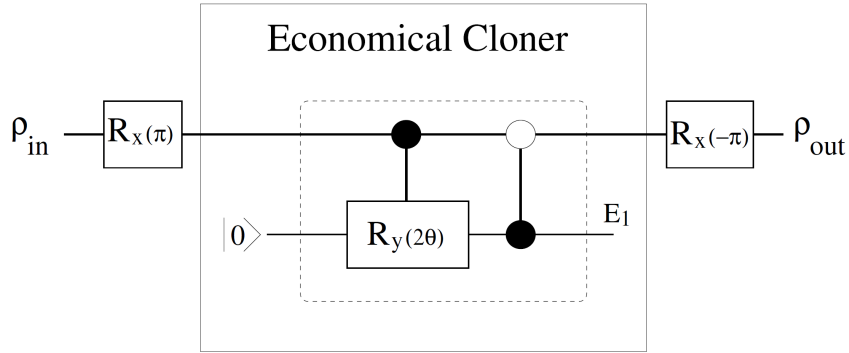 Economical Cloner
ρin
Rx(π)
Rx(−π)
ρout
|0⟩
Ry(2θ)
E1